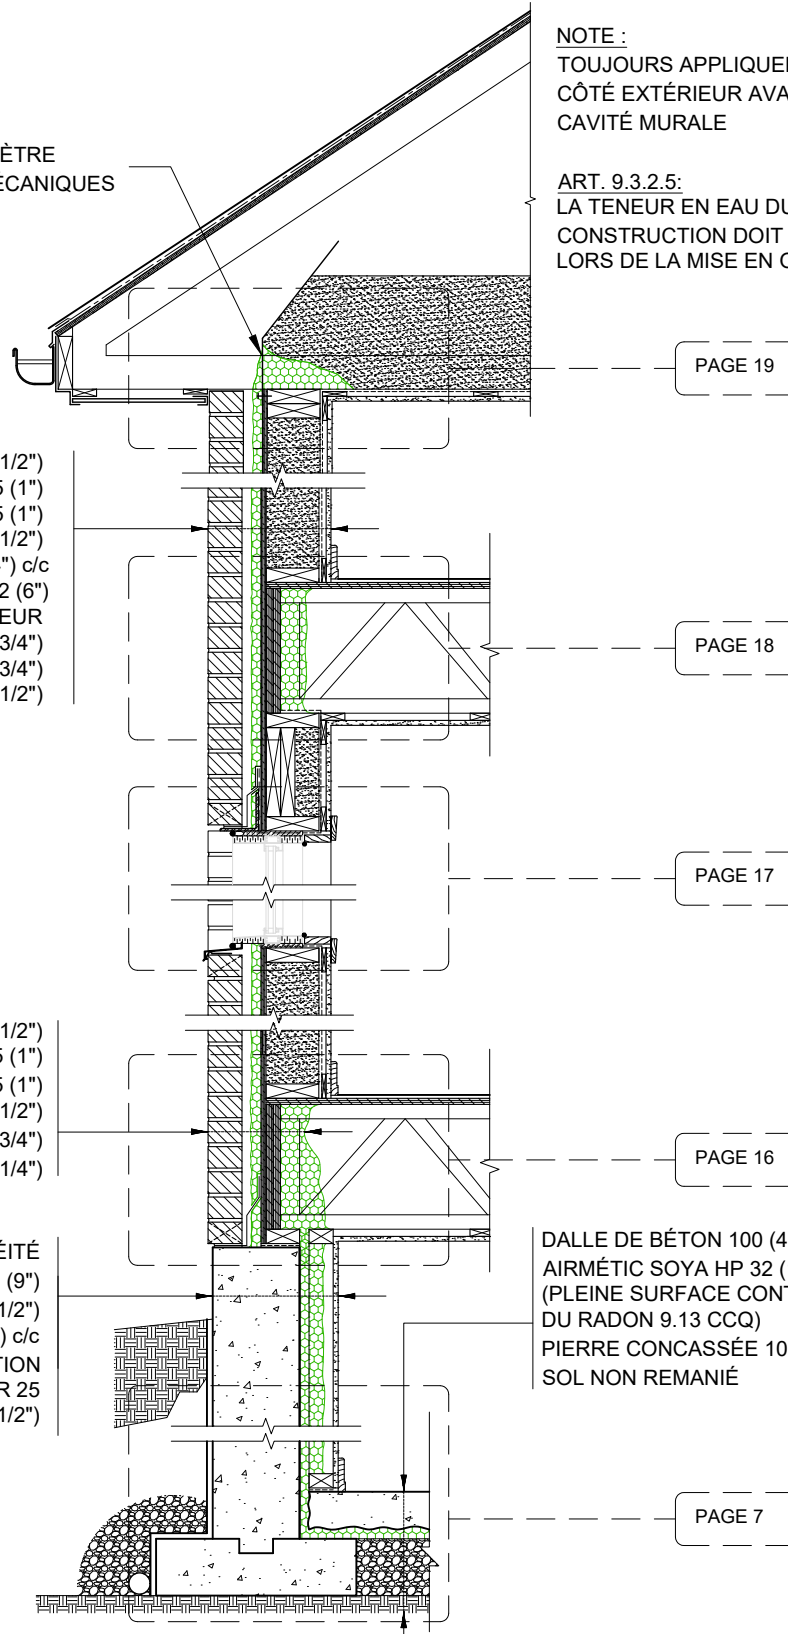 NOTE :
TOUJOURS APPLIQUE
CÔTÉ EXTÉRIEUR AVA
CAVITÉ MURALE
ART. 9.3.2.5:
LA TENEUR EN EAU DU
CONSTRUCTION DOIT
LORS DE LA MISE EN
ÈTRE
ECANIQUES
PAGE 19
1/2")
5 (1")
5 (1")
1/2")
") c/c
2 (6")
EUR
3/4")
3/4")
1/2")
PAGE 18
PAGE 17
1/2")
5 (1")
5 (1")
1/2")
3/4")
1/4")
PAGE 16
ÉITÉ
(9")
1/2")
) c/c
TION
R 25
1/2")
DALLE DE BÉTON 100 (4
AIRMÉTIC SOYA HP 32 (
(PLEINE SURFACE CONT
DU RADON 9.13 CCQ)
PIERRE CONCASSÉE 10
SOL NON REMANIÉ
PAGE 7